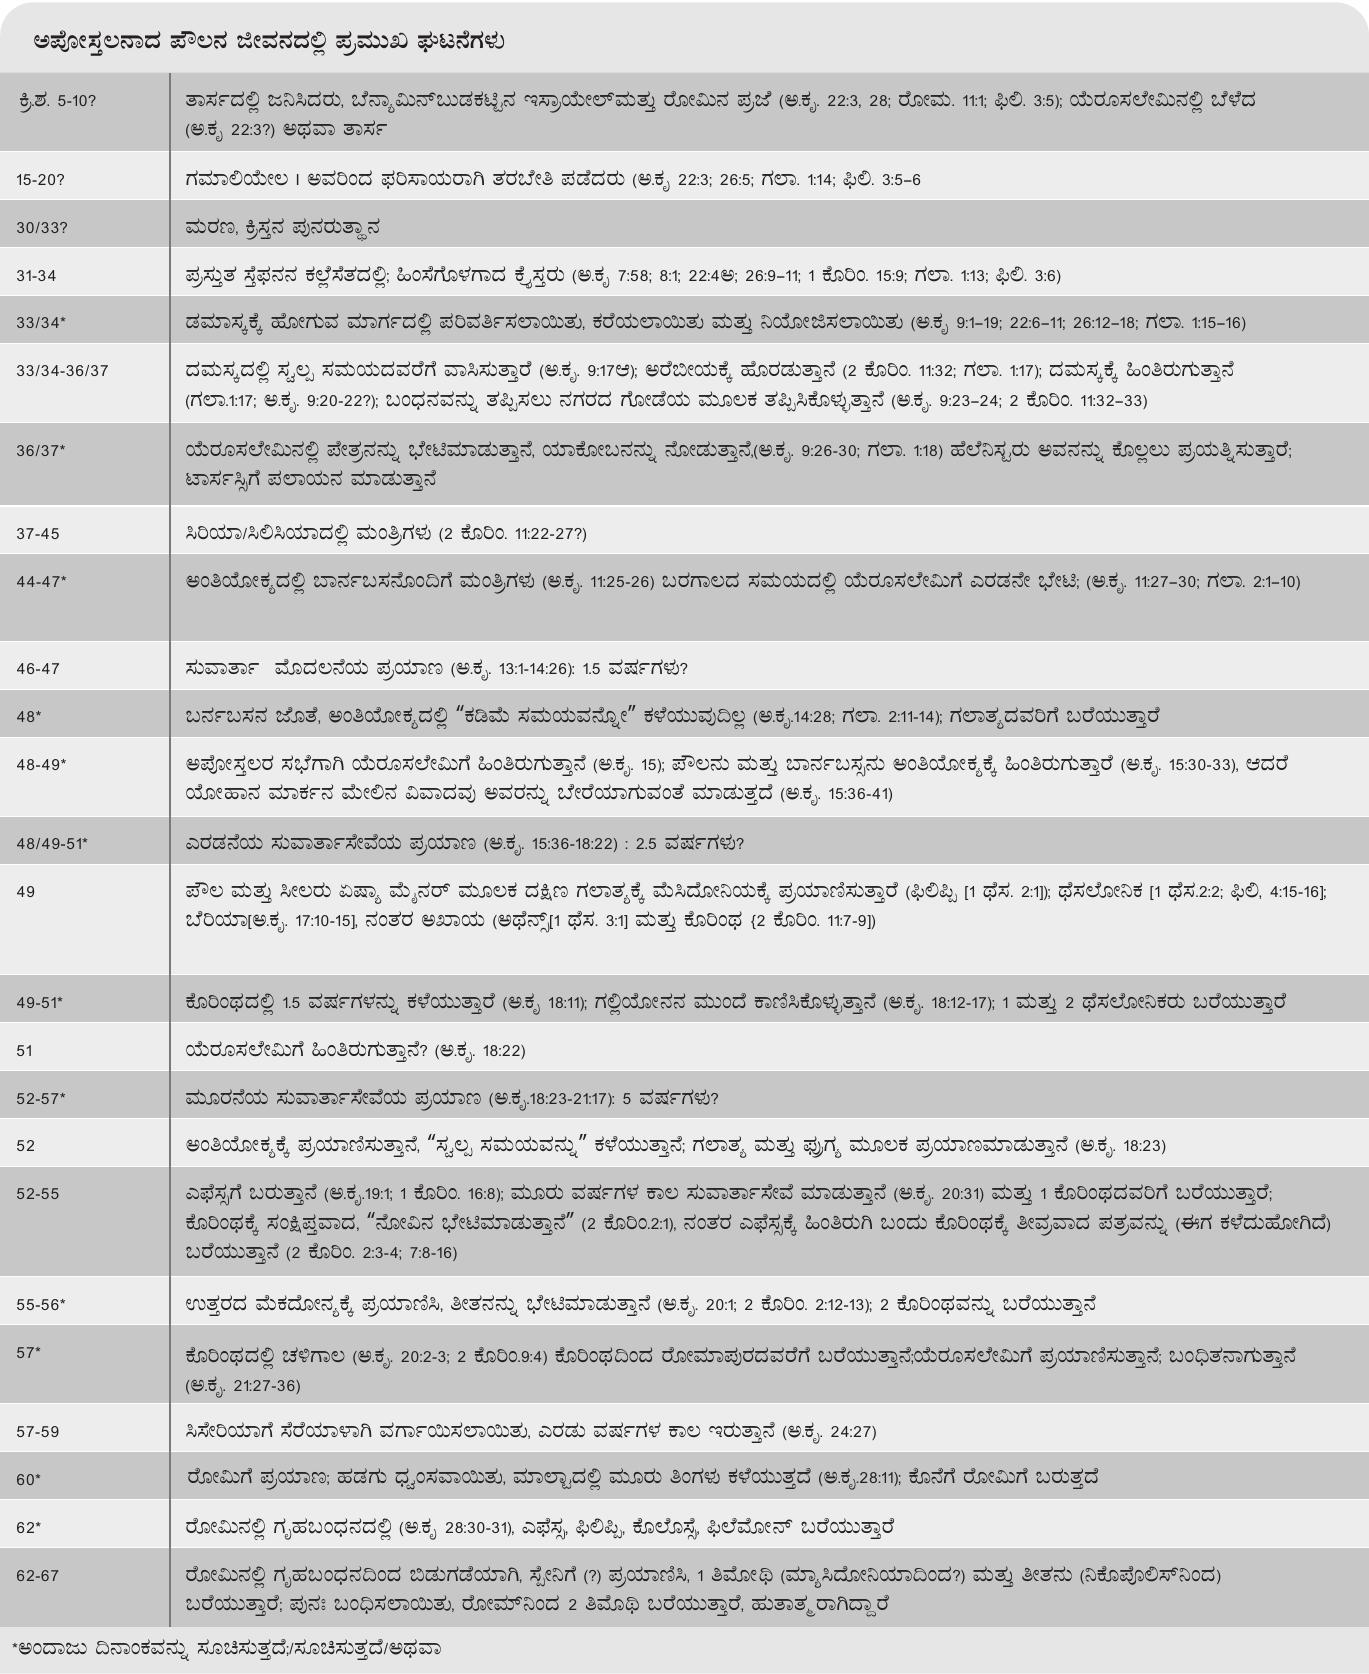 ಅಪೋಸ್ತಲನಾದ ಪೌಲನ ಜೀವನದಲ್ಲಿ ಪ್ರಮುಖ ಘಟನೆಗಳು
ಕ್ರಿ.ಶ. 5-10? ತಾರ್ಸದಲ್ಲಿ ಜನಿಸಿದರು, ಬೆನ್ಯಾಮಿನ್‌ಬುಡಕಟ್ಟಿನ ಇಸ್ರಾಯೇಲ್‌ಮತ್ತು ರೋಮಿನ ಪ್ರಜೆ (ಅ.ಕೃ. 22:3, 28; ರೋಮ. 11:1; ಫಿಲಿ. 3:5); ಯೆರೂಸಲೇಮಿನಲ್ಲಿ ಬೆಳೆದ
(ಅ.ಕೃ 22:3?) ಅಥವಾ ತಾರ್ಸ
15-20? ಗಮಾಲಿಯೇಲ I ಅವರಿಂದ ಫರಿಸಾಯರಾಗಿ ತರಬೇತಿ ಪಡೆದರು (ಅ.ಕೃ 22:3; 26:5; ಗಲಾ. 1:14; ಫಿಲಿ. 3:5–6
30/33? ಮರಣ, ಕ್ರಿಸ್ತನ ಪುನರುತ್ಥಾನ
31-34 ಪ್ರಸ್ತುತ ಸ್ತೆಫನನ ಕಲ್ಲೆಸೆತದಲ್ಲಿ; ಹಿಂಸೆಗೊಳಗಾದ ಕ್ರೈಸ್ತರು (ಅ.ಕೃ 7:58; 8:1; 22:4ಅ; 26:9–11; 1 ಕೊರಿಂ. 15:9; ಗಲಾ. 1:13; ಫಿಲಿ. 3:6)
33/34* ಡಮಾಸ್ಕಕ್ಕೆ ಹೋಗುವ ಮಾರ್ಗದಲ್ಲಿ ಪರಿವರ್ತಿಸಲಾಯಿತು, ಕರೆಯಲಾಯಿತು ಮತ್ತು ನಿಯೋಜಿಸಲಾಯಿತು (ಅ.ಕೃ 9:1–19; 22:6–11; 26:12–18; ಗಲಾ. 1:15–16)
33/34-36/37 ದಮಸ್ಕದಲ್ಲಿ ಸ್ವಲ್ಪ ಸಮಯದವರೆಗೆ ವಾಸಿಸುತ್ತಾರೆ (ಅ.ಕೃ. 9:17ಆ); ಅರೆಬೀಯಕ್ಕೆ ಹೊರಡುತ್ತಾನೆ (2 ಕೊರಿಂ. 11:32; ಗಲಾ. 1:17); ದಮಸ್ಕಕ್ಕೆ ಹಿಂತಿರುಗುತ್ತಾನೆ
(ಗಲಾ.1:17; ಅ.ಕೃ. 9:20-22?); ಬಂಧನವನ್ನು ತಪ್ಪಿಸಲು ನಗರದ ಗೋಡೆಯ ಮೂಲಕ ತಪ್ಪಿಸಿಕೊಳ್ಳುತ್ತಾನೆ (ಅ.ಕೃ. 9:23–24; 2 ಕೊರಿಂ. 11:32–33)
36/37* ಯೆರೂಸಲೇಮಿನಲ್ಲಿ ಪೇತ್ರನನ್ನು ಭೇಟಿಮಾಡುತ್ತಾನೆ, ಯಾಕೋಬನನ್ನು ನೋಡುತ್ತಾನೆ,(ಅ.ಕೃ. 9:26-30; ಗಲಾ. 1:18) ಹೆಲೆನಿಸ್ಟರು ಅವನನ್ನು ಕೊಲ್ಲಲು ಪ್ರಯತ್ನಿಸುತ್ತಾರೆ;
ಟಾರ್ಸಸ್ಸಿಗೆ ಪಲಾಯನ ಮಾಡುತ್ತಾನೆ
37-45 ಸಿರಿಯಾ/ಸಿಲಿಸಿಯಾದಲ್ಲಿ ಮಂತ್ರಿಗಳು (2 ಕೊರಿಂ. 11:22-27?)
44-47* ಅಂತಿಯೋಕ್ಯದಲ್ಲಿ ಬಾರ್ನಬಸನೊಂದಿಗೆ ಮಂತ್ರಿಗಳು (ಅ.ಕೃ. 11:25-26) ಬರಗಾಲದ ಸಮಯದಲ್ಲಿ ಯೆರೂಸಲೇಮಿಗೆ ಎರಡನೇ ಭೇಟಿ; (ಅ.ಕೃ. 11:27–30; ಗಲಾ. 2:1–10)
46-47 ಸುವಾರ್ತಾ ಮೊದಲನೆಯ ಪ್ರಯಾಣ (ಅ.ಕೃ. 13:1-14:26): 1.5 ವರ್ಷಗಳು?
48* ಬರ್ನಬಸನ ಜೊತೆ, ಅಂತಿಯೋಕ್ಯದಲ್ಲಿ “ಕಡಿಮೆ ಸಮಯವನ್ನೋ” ಕಳೆಯುವುದಿಲ್ಲ (ಅ.ಕೃ.14:28; ಗಲಾ. 2:11-14); ಗಲಾತ್ಯದವರಿಗೆ ಬರೆಯುತ್ತಾರೆ
48-49* ಅಪೋಸ್ತಲರ ಸಭೆಗಾಗಿ ಯೆರೂಸಲೇಮಿಗೆ ಹಿಂತಿರುಗುತ್ತಾನೆ (ಅ.ಕೃ. 15); ಪೌಲನು ಮತ್ತು ಬಾರ್ನಬಸ್ಸನು ಅಂತಿಯೋಕ್ಯಕ್ಕೆ ಹಿಂತಿರುಗುತ್ತಾರೆ (ಅ.ಕೃ. 15:30-33), ಆದರೆ
ಯೋಹಾನ ಮಾರ್ಕನ ಮೇಲಿನ ವಿವಾದವು ಅವರನ್ನು ಬೇರೆಯಾಗುವಂತೆ ಮಾಡುತ್ತದೆ (ಅ.ಕೃ. 15:36-41)
48/49-51* ಎರಡನೆಯ ಸುವಾರ್ತಾಸೇವೆಯ ಪ್ರಯಾಣ (ಅ.ಕೃ. 15:36-18:22) : 2.5 ವರ್ಷಗಳು?
49 ಪೌಲ ಮತ್ತು ಸೀಲರು ಏಷ್ಯಾ ಮೈನರ್ ಮೂಲಕ ದಕ್ಷಿಣ ಗಲಾತ್ಯಕ್ಕೆ ಮೆಸಿದೋನಿಯಕ್ಕೆ ಪ್ರಯಾಣಿಸುತ್ತಾರೆ (ಫಿಲಿಪ್ಪಿ [1 ಥೆಸ. 2:1]); ಥೆಸಲೋನಿಕ [1 ಥೆಸ.2:2; ಫಿಲಿ, 4:15-16];
ಬೆರಿಯಾ[ಅ.ಕೃ. 17:10-15], ನಂತರ ಅಖಾಯ (ಅಥೆನ್ಸ್[1 ಥೆಸ. 3:1] ಮತ್ತು ಕೊರಿಂಥ {2 ಕೊರಿಂ. 11:7-9])
49-51* ಕೊರಿಂಥದಲ್ಲಿ 1.5 ವರ್ಷಗಳನ್ನು ಕಳೆಯುತ್ತಾರೆ (ಅ.ಕೃ 18:11); ಗಲ್ಲಿಯೋನನ ಮುಂದೆ ಕಾಣಿಸಿಕೊಳ್ಳುತ್ತಾನೆ (ಅ.ಕೃ. 18:12-17); 1 ಮತ್ತು 2 ಥೆಸಲೋನಿಕರು ಬರೆಯುತ್ತಾರೆ
51 ಯೆರೂಸಲೇಮಿಗೆ ಹಿಂತಿರುಗುತ್ತಾನೆ? (ಅ.ಕೃ. 18:22)
52-57* ಮೂರನೆಯ ಸುವಾರ್ತಾಸೇವೆಯ ಪ್ರಯಾಣ (ಅ.ಕೃ.18:23-21:17): 5 ವರ್ಷಗಳು?
52 ಅಂತಿಯೋಕ್ಯಕ್ಕೆ ಪ್ರಯಾಣಿಸುತ್ತಾನೆ, “ಸ್ವಲ್ಪ ಸಮಯವನ್ನು” ಕಳೆಯುತ್ತಾನೆ; ಗಲಾತ್ಯ ಮತ್ತು ಫ್ರುಗ್ಯ ಮೂಲಕ ಪ್ರಯಾಣಮಾಡುತ್ತಾನೆ (ಅ.ಕೃ. 18:23)
52-55 ಎಫೆಸ್ಸಗೆ ಬರುತ್ತಾನೆ (ಅ.ಕೃ.19:1; 1 ಕೊರಿಂ. 16:8); ಮೂರು ವರ್ಷಗಳ ಕಾಲ ಸುವಾರ್ತಾಸೇವೆ ಮಾಡುತ್ತಾನೆ (ಅ.ಕೃ. 20:31) ಮತ್ತು 1 ಕೊರಿಂಥದವರಿಗೆ ಬರೆಯುತ್ತಾರೆ;
ಕೊರಿಂಥಕ್ಕೆ ಸಂಕ್ಷಿಪ್ತವಾದ, “ನೋವಿನ ಭೇಟಿಮಾಡುತ್ತಾನೆ” (2 ಕೊರಿಂ.2:1), ನಂತರ ಎಫೆಸ್ಸಕ್ಕೆ ಹಿಂತಿರುಗಿ ಬಂದು ಕೊರಿಂಥಕ್ಕೆ ತೀವ್ರವಾದ ಪತ್ರವನ್ನು (ಈಗ ಕಳೆದುಹೋಗಿದೆ)
ಬರೆಯುತ್ತಾನೆ (2 ಕೊರಿಂ. 2:3-4; 7:8-16)
55-56* ಉತ್ತರದ ಮೆಕದೋನ್ಯಕ್ಕೆ ಪ್ರಯಾಣಿಸಿ, ತೀತನನ್ನು ಭೇಟಿಮಾಡುತ್ತಾನೆ (ಅ.ಕೃ. 20:1; 2 ಕೊರಿಂ. 2:12-13); 2 ಕೊರಿಂಥವನ್ನು ಬರೆಯುತ್ತಾನೆ
57* ಕೊರಿಂಥದಲ್ಲಿ ಚಳಿಗಾಲ (ಅ.ಕೃ. 20:2-3; 2 ಕೊರಿಂ.9:4) ಕೊರಿಂಥದಿಂದ ರೋಮಾಪುರದವರೆಗೆ ಬರೆಯುತ್ತಾನೆ;ಯೆರೂಸಲೇಮಿಗೆ ಪ್ರಯಾಣಿಸುತ್ತಾನೆ; ಬಂಧಿತನಾಗುತ್ತಾನೆ
(ಅ.ಕೃ. 21:27-36)
57-59 ಸಿಸೇರಿಯಾಗೆ ಸೆರೆಯಾಳಾಗಿ ವರ್ಗಾಯಿಸಲಾಯಿತು, ಎರಡು ವರ್ಷಗಳ ಕಾಲ ಇರುತ್ತಾನೆ (ಅ.ಕೃ. 24:27)
60* ರೋಮಿಗೆ ಪ್ರಯಾಣ; ಹಡಗು ಧ್ವಂಸವಾಯಿತು, ಮಾಲ್ಟಾದಲ್ಲಿ ಮೂರು ತಿಂಗಳು ಕಳೆಯುತ್ತದೆ (ಅ.ಕೃ.28:11); ಕೊನೆಗೆ ರೋಮಿಗೆ ಬರುತ್ತದೆ
62* ರೋಮಿನಲ್ಲಿ ಗೃಹಬಂಧನದಲ್ಲಿ (ಅ.ಕೃ 28:30-31), ಎಫೆಸ್ಸ, ಫಿಲಿಪ್ಪಿ, ಕೊಲೊಸ್ಸೆ, ಫಿಲೆಮೋನ್ ಬರೆಯುತ್ತಾರೆ
62-67 ರೋಮಿನಲ್ಲಿ ಗೃಹಬಂಧನದಿಂದ ಬಿಡುಗಡೆಯಾಗಿ, ಸ್ಪೇನಿಗೆ (?) ಪ್ರಯಾಣಿಸಿ, 1 ತಿಮೋಥಿ (ಮ್ಯಾಸಿದೋನಿಯಾದಿಂದ?) ಮತ್ತು ತೀತನು (ನಿಕೊಪೊಲಿಸ್‌ನಿಂದ)
ಬರೆಯುತ್ತಾರೆ; ಪುನಃ ಬಂಧಿಸಲಾಯಿತು, ರೋಮ್‌ನಿಂದ 2 ತಿಮೊಥಿ ಬರೆಯುತ್ತಾರೆ, ಹುತಾತ್ಮರಾಗಿದ್ದಾರೆ
*ಅಂದಾಜು ದಿನಾಂಕವನ್ನು ಸೂಚಿಸುತ್ತದೆ;/ಸೂಚಿಸುತ್ತದೆ/ಅಥವಾ